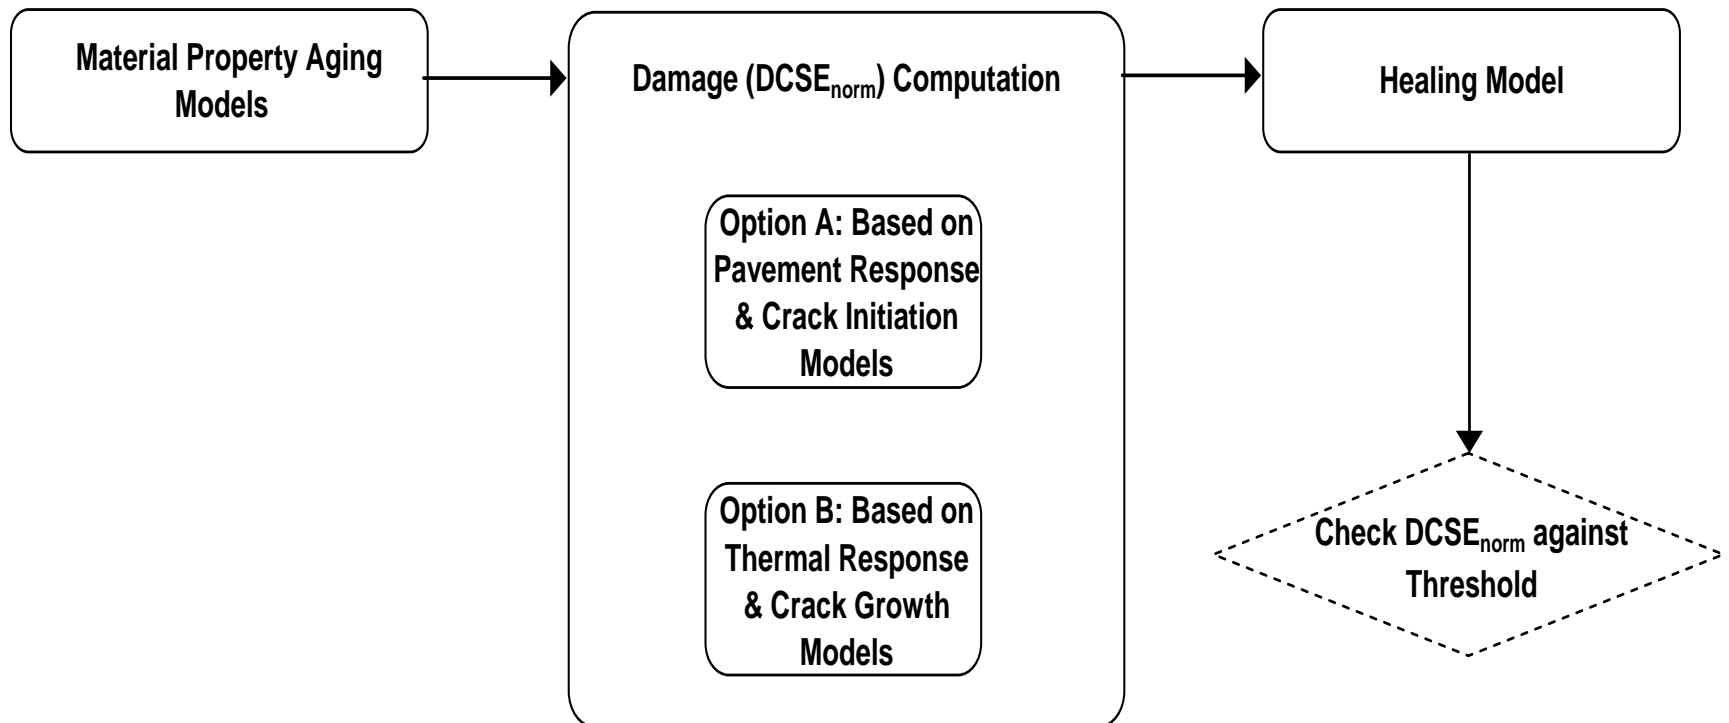 Material Property Aging
Models
Damage (DCSEnorm) Computation
Option A: Based on
Pavement Response
& Crack Initiation
Models
Option B: Based on
Thermal Response
& Crack Growth
Models
Healing Model
Check DCSEnorm against
Threshold